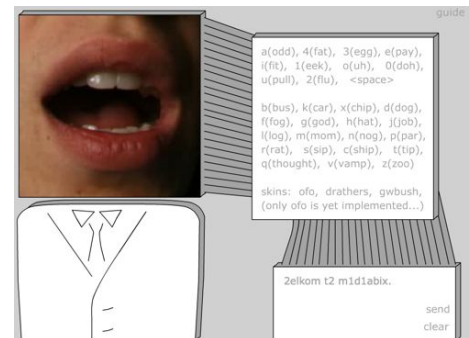 guide
a(odd), 4(fat), 3(egg), e(pay),
i(fit), 1(eek), o(uh), 0(doh),
u(pull), 2(flu), <space>
b(bus), k(car), x(chip), d(dog),
f(fog), g(god), h(hat), j(job),
l(log), m(mom), n(nog), p(par),
r(rat), s(sip), c(ship), t(tip),
q(thought), v(vamp), z(zoo)
skins: ofo, drathers, gwbush,
(only ofo is yet implemented...)
2elkom t2 m1d1abix.
send
clear